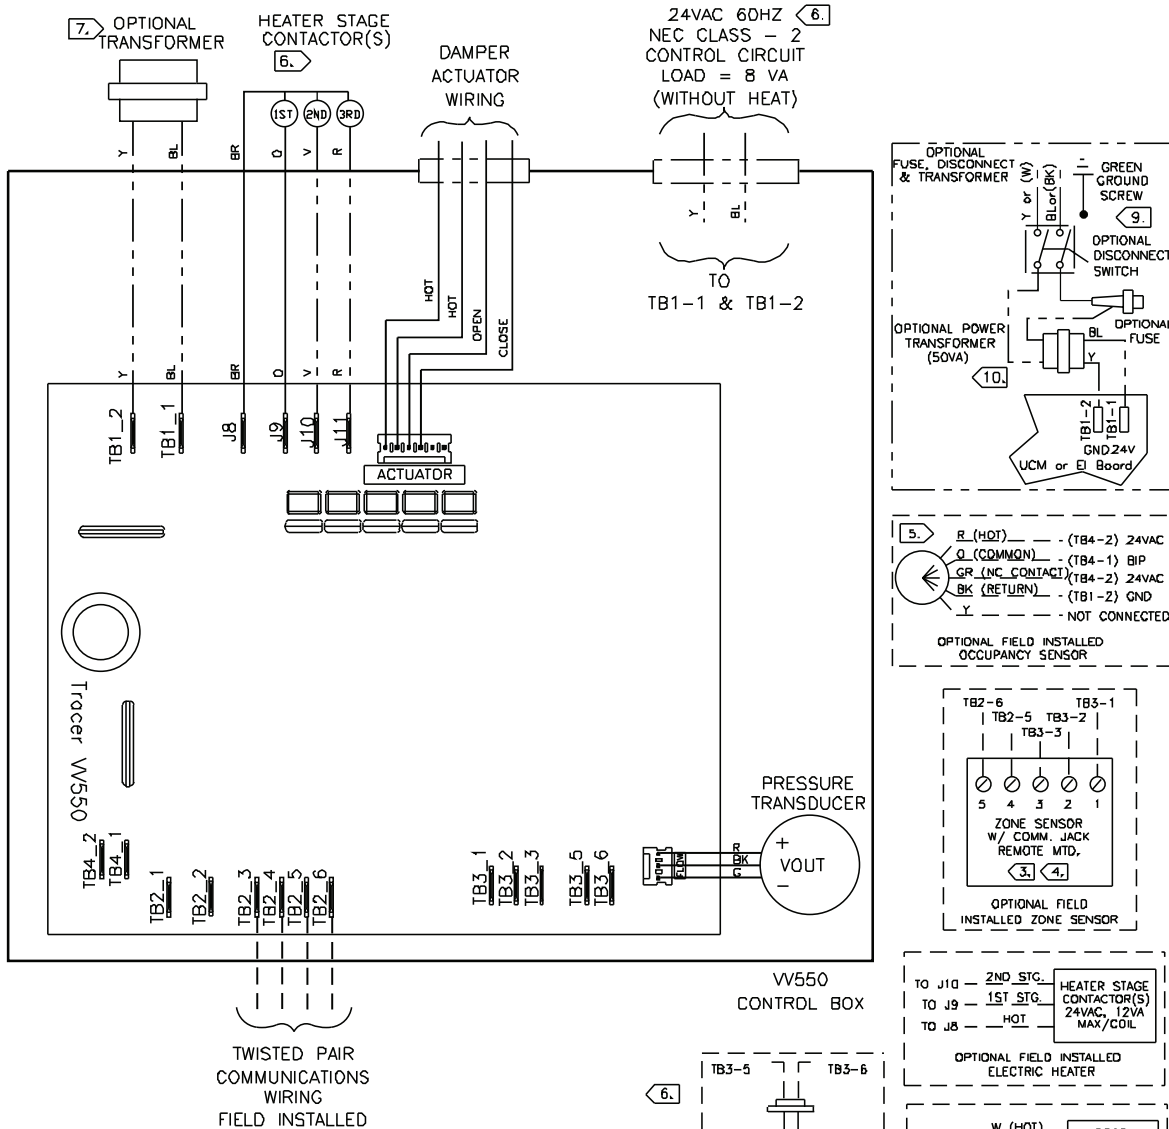 7. OPTIONAL
TRANSFORMER
HEATER STAGE
CONTACTOR(S)
6.
1ST 2ND 3RD
DAMPER
ACTUATOR
WIRING
24VAC 60HZ 6.
NEC CLASS - 2
CONTROL CIRCUIT
LOAD = 8 VA
(WITHOUT HEAT)
Y BL BR O V R
Y BL
TO
TB1-1 & TB1-2
HOT HOT OPEN CLOSE
Y BL BR O V R
TB1_2 TB1_1 J8 J9 J10 J11
ACTUATOR
Tracer VV550
TB4_2 TB4_1
TB2_1 TB2_2 TB2_3 TB2_4 TB2_5 TB2_6
TB3_1 TB3_2 TB3_3 TB3_5 TB3_6
FLOW
R
BK
G
PRESSURE
TRANSDUCER
+
VOUT
-
VV550
CONTROL BOX
TWISTED PAIR
COMMUNICATIONS
WIRING
FIELD INSTALLED
OPTIONAL
FUSE, DISCONNECT
& TRANSFORMER
Y or (W)
BL or (BK)
GREEN
GROUND
SCREW
9.
OPTIONAL
DISCONNECT
SWITCH
OPTIONAL POWER
TRANSFORMER
(50VA)
10.
OPTIONAL
FUSE
BL
Y
TB1-2 TB1-1
GND 24V
UCM or EI Board
5.
R (HOT) (TB4-2) 24VAC
O (COMMON) (TB4-1) BIP
GR (NC CONTACT) (TB4-2) 24VAC
BK (RETURN) (TB1-2) GND
Y NOT CONNECTED
OPTIONAL FIELD INSTALLED
OCCUPANCY SENSOR
TB2-6 TB3-1
TB2-5 TB3-2
TB3-3
5 4 3 2 1
ZONE SENSOR
W/ COMM. JACK
REMOTE MTD.
3. 4.
OPTIONAL FIELD
INSTALLED ZONE SENSOR
TO J10 2ND STG.
TO J9 1ST STG.
TO J8 HOT
HEATER STAGE
CONTACTOR(S)
24VAC, 12VA
MAX/COIL
OPTIONAL FIELD INSTALLED
ELECTRIC HEATER
6.
TB3-5 TB3-6
W (HOT)